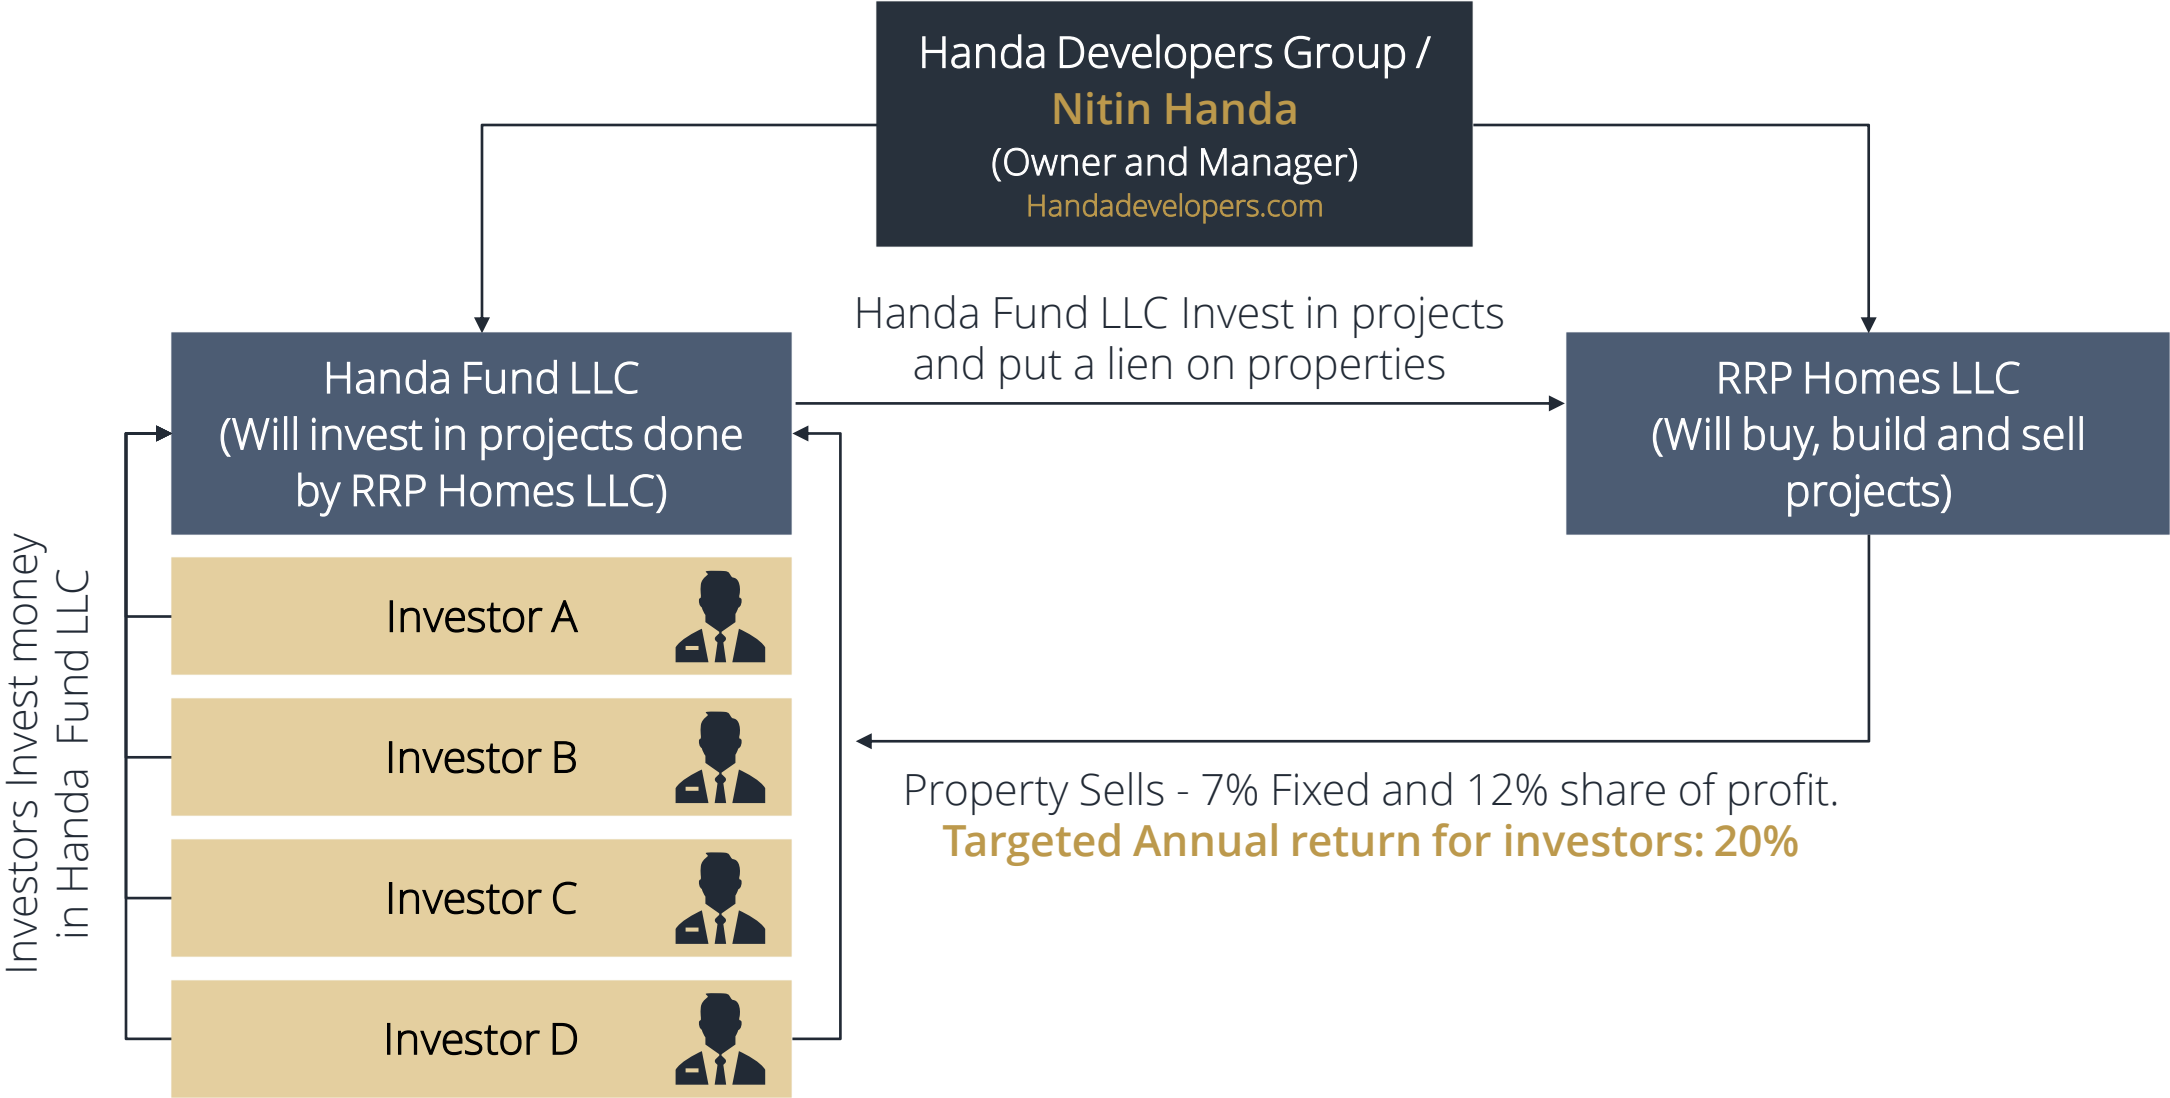 Handa Developers Group /
Nitin Handa
(Owner and Manager)
Handadevelopers.com
Handa Fund LLC Invest in projects
and put a lien on properties
Handa Fund LLC
(Will invest in projects done
by RRP Homes LLC)
RRP Homes LLC
(Will buy, build and sell
projects)
Investors Invest money
in Handa Fund LLC
Investor A
Investor B
Investor C
Investor D
Property Sells - 7% Fixed and 12% share of profit.
Targeted Annual return for investors: 20%